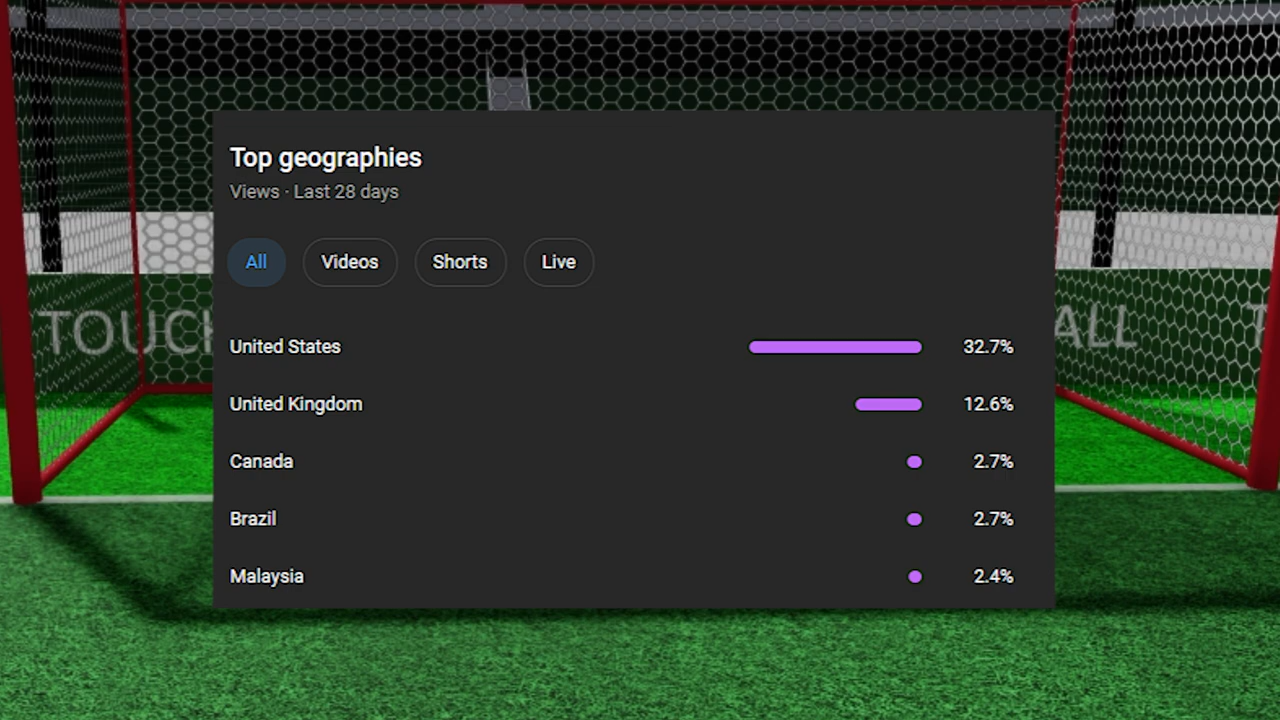 Top geographies
Views · Last 28 days
All Videos Shorts Live
United States 32.7%
United Kingdom 12.6%
Canada 2.7%
Brazil 2.7%
Malaysia 2.4%